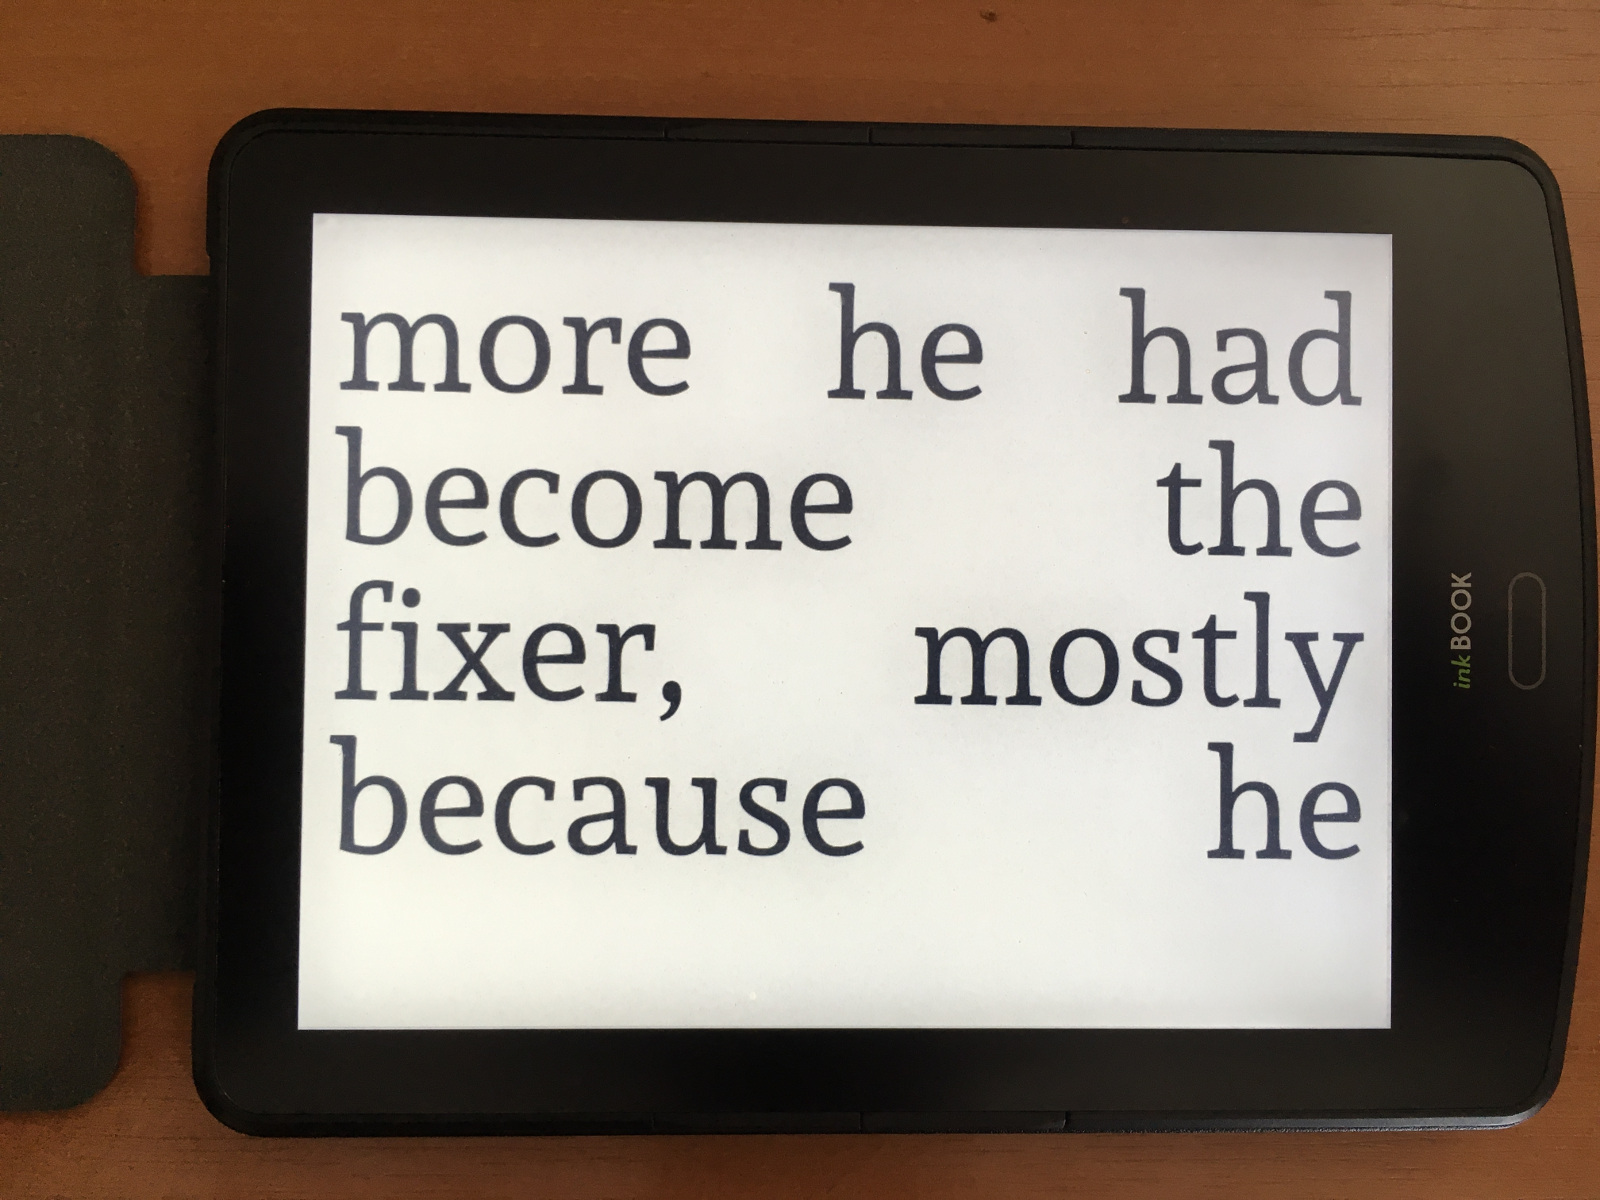 more he had
become the
fixer, mostly
because he
inkBOOK